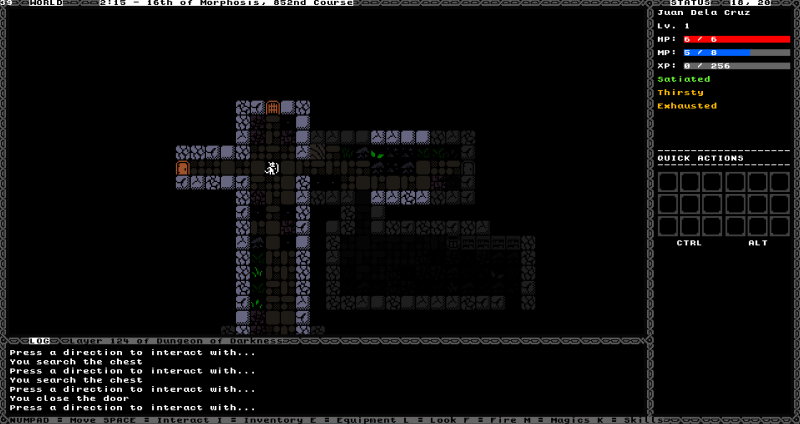 39 WORLD 2:15 - 16th of Morphosis, 852nd Course
STATUS 18, 20
Juan Dela Cruz
Lv. 1
HP: 6 / 6
MP: 5 / 8
XP: 0 / 256
Satiated
Thirsty
Exhausted
QUICK ACTIONS
CTRL ALT
LOG Layer 124 of Dungeon of Darkness
Press a direction to interact with...
You search the chest
Press a direction to interact with...
You search the chest
Press a direction to interact with...
You close the door
Press a direction to interact with...
NUMPAD = Move SPACE = Interact I = Inventory E = Equipment L = Look F = Fire M = Magics K = Skills